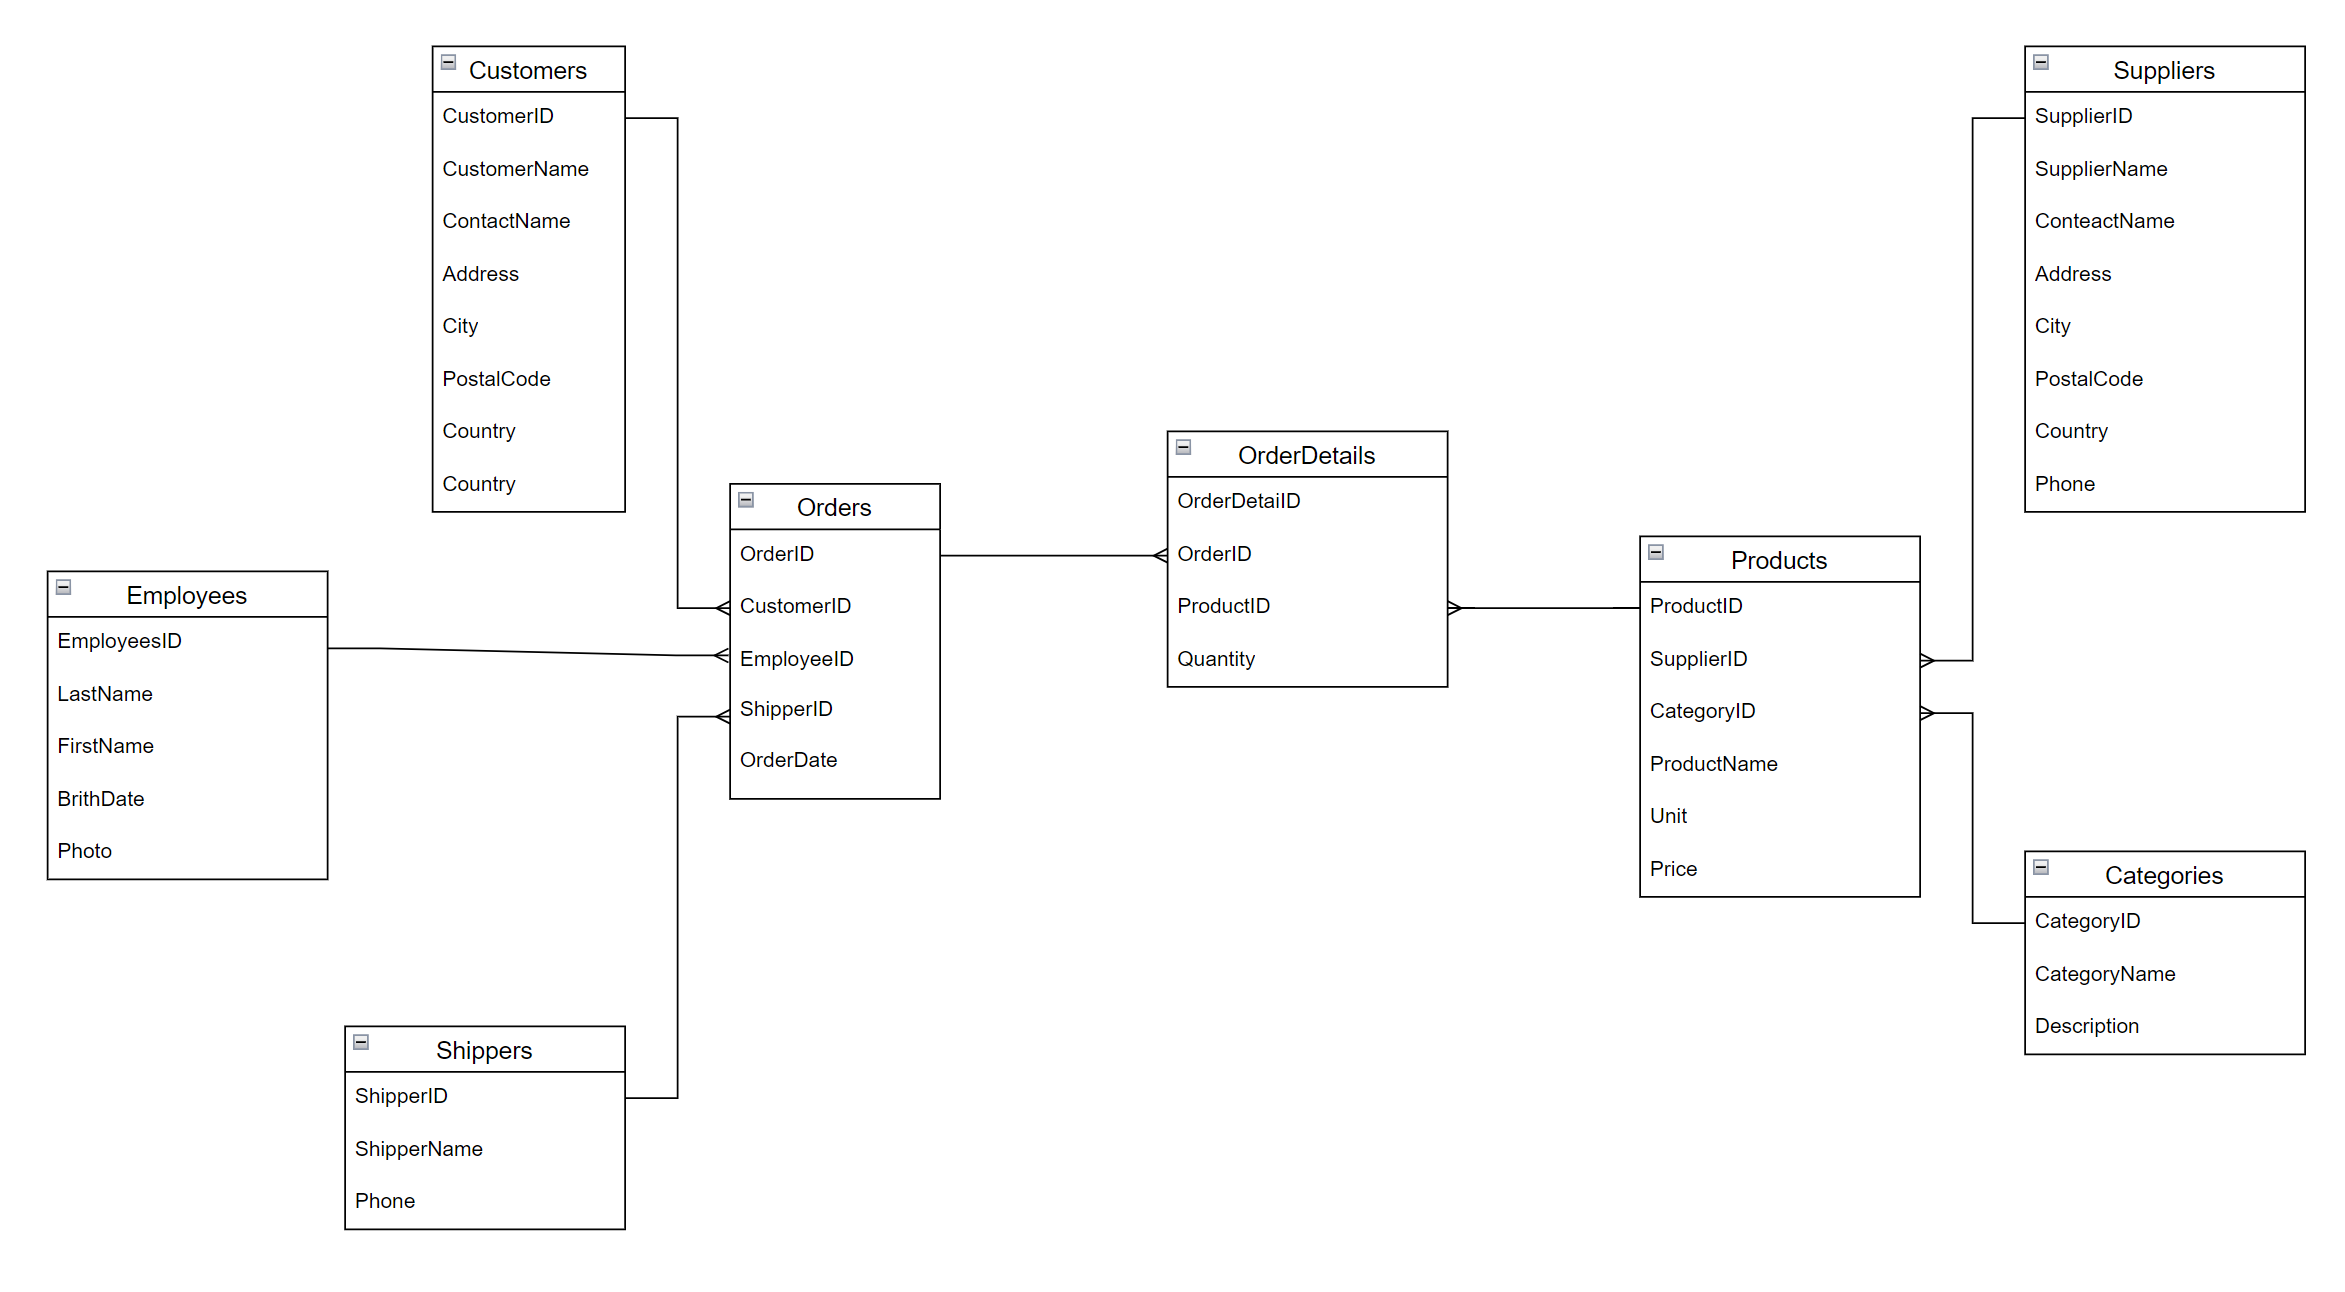 Customers
CustomerID
CustomerName
ContactName
Address
City
PostalCode
Country
Country
Employees
EmployeesID
LastName
FirstName
BrithDate
Photo
Shippers
ShipperID
ShipperName
Phone
Orders
OrderID
CustomerID
EmployeeID
ShipperID
OrderDate
OrderDetails
OrderDetailD
OrderID
ProductID
Quantity
Products
ProductID
SupplierID
CategoryID
ProductName
Unit
Price
Suppliers
SupplierID
SupplierName
ConteactName
Address
City
PostalCode
Country
Phone
Categories
CategoryID
CategoryName
Description